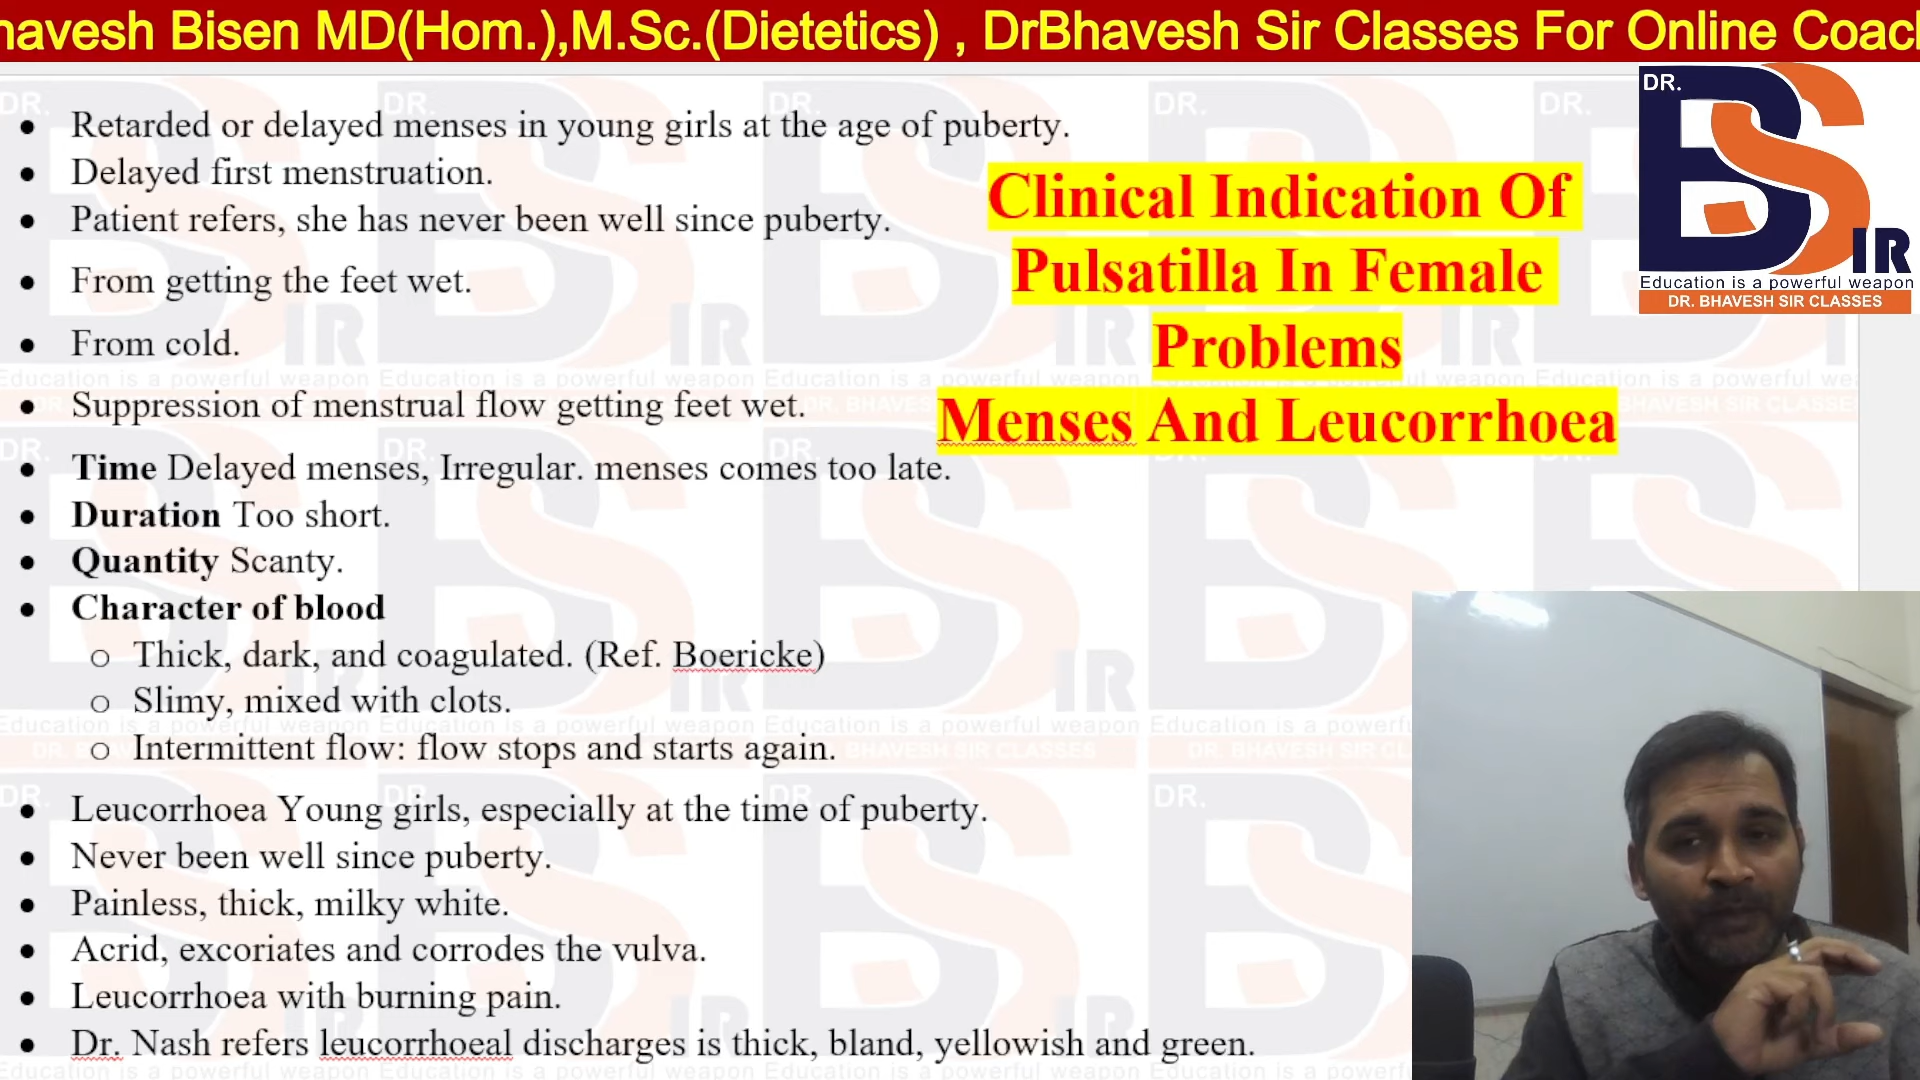 havesh Bisen MD(Hom.),M.Sc.(Dietetics) , DrBhavesh Sir Classes For Online Coac
DR.
BS
IR
Education is a powerful weapon
DR. BHAVESH SIR CLASSES
Clinical Indication Of
Pulsatilla In Female
Problems
Menses And Leucorrhoea
• Retarded or delayed menses in young girls at the age of puberty.
• Delayed first menstruation.
• Patient refers, she has never been well since puberty.
• From getting the feet wet.
• From cold.
• Suppression of menstrual flow getting feet wet.
• Time Delayed menses, Irregular. menses comes too late.
• Duration Too short.
• Quantity Scanty.
• Character of blood
o Thick, dark, and coagulated. (Ref. Boericke)
o Slimy, mixed with clots.
o Intermittent flow: flow stops and starts again.
• Leucorrhoea Young girls, especially at the time of puberty.
• Never been well since puberty.
• Painless, thick, milky white.
• Acrid, excoriates and corrodes the vulva.
• Leucorrhoea with burning pain.
• Dr. Nash refers leucorrhoeal discharges is thick, bland, yellowish and green.